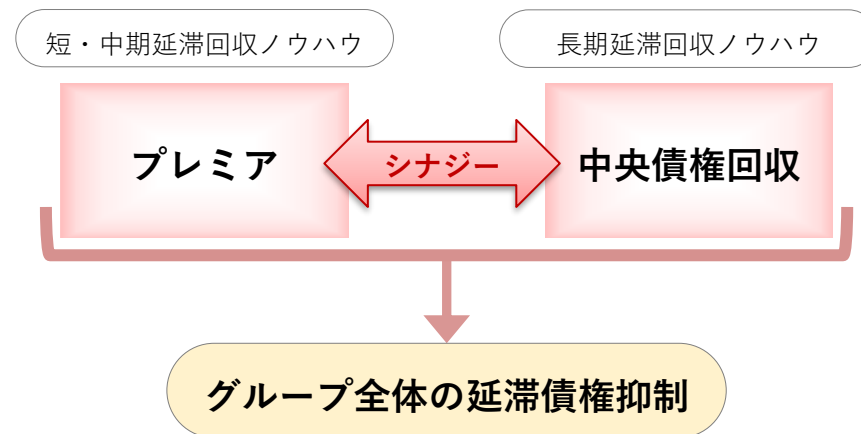 短・中期延滞回収ノウハウ
長期延滞回収ノウハウ
プレミア
シナジー
中央債権回収
グループ全体の延滞債権抑制